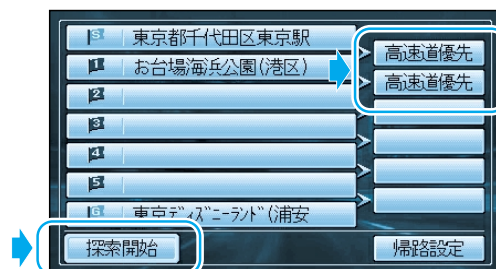 S 東京都千代田区東京駅
高速道優先
1 お台場海浜公園(港区)
高速道優先
2
3
4
5
G 東京ディズニーランド(浦安
探索開始
帰路設定